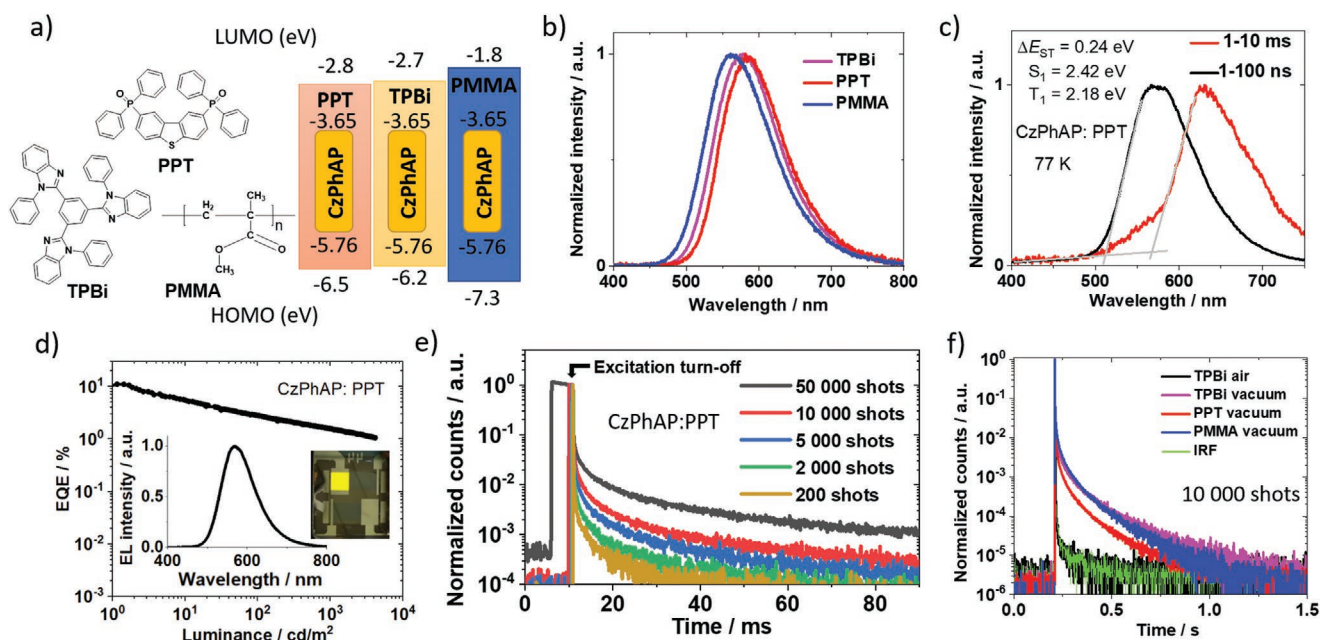 a)
LUMO (eV)
-2.8
-2.7
-1.8
PPT
-3.65
CzPhAP
-5.76
-6.5
TPBi
-3.65
CzPhAP
-5.76
-6.2
PMMA
-3.65
CzPhAP
-5.76
-7.3
HOMO (eV)
P
O
P
O
S
PPT
N
N
N
N
N
N
TPBi
H2
C
CH3
C
n
O
O
CH3
PMMA
b)
Normalized intensity / a.u.
1
0
400 500 600 700 800
Wavelength / nm
TPBi
PPT
PMMA
c)
Normalized intensity / a.u.
1
0
400 500 600 700
Wavelength / nm
ΔEST = 0.24 eV
S1 = 2.42 eV
T1 = 2.18 eV
CzPhAP: PPT
77 K
1-10 ms
1-100 ns
d)
EQE / %
10^1
10^0
10^-1
10^-2
10^-3
10^0 10^1 10^2 10^3 10^4
Luminance / cd/m2
CzPhAP: PPT
EL intensity / a.u.
1.0
0.5
0.0
400 600 800
Wavelength / nm
e)
Normalized counts / a.u.
10^0
10^-1
10^-2
10^-3
10^-4
0 20 40 60 80
Time / ms
Excitation turn-off
CzPhAP:PPT
50 000 shots
10 000 shots
5 000 shots
2 000 shots
200 shots
f)
Normalized counts / a.u.
10^0
10^-1
10^-2
10^-3
10^-4
10^-5
10^-6
0.0 0.5 1.0 1.5
Time / s
TPBi air
TPBi vacuum
PPT vacuum
PMMA vacuum
IRF
10 000 shots